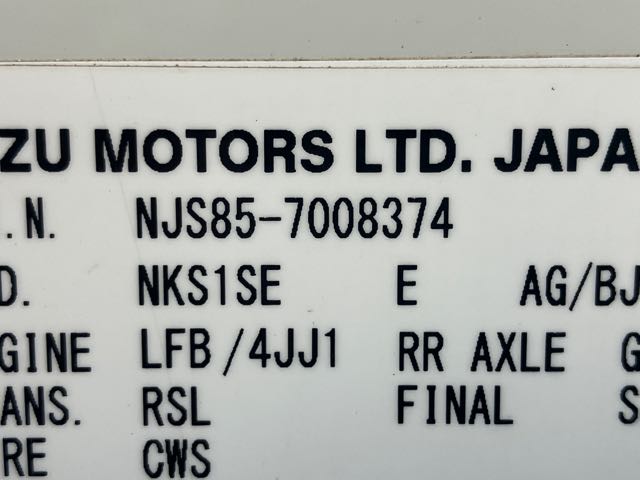 ZU MOTORS LTD. JAPA
.N. NJS85-7008374
D. NKS1SE E AG/BJ
GINE LFB/4JJ1 RR AXLE G
ANS. RSL FINAL S
RE CWS